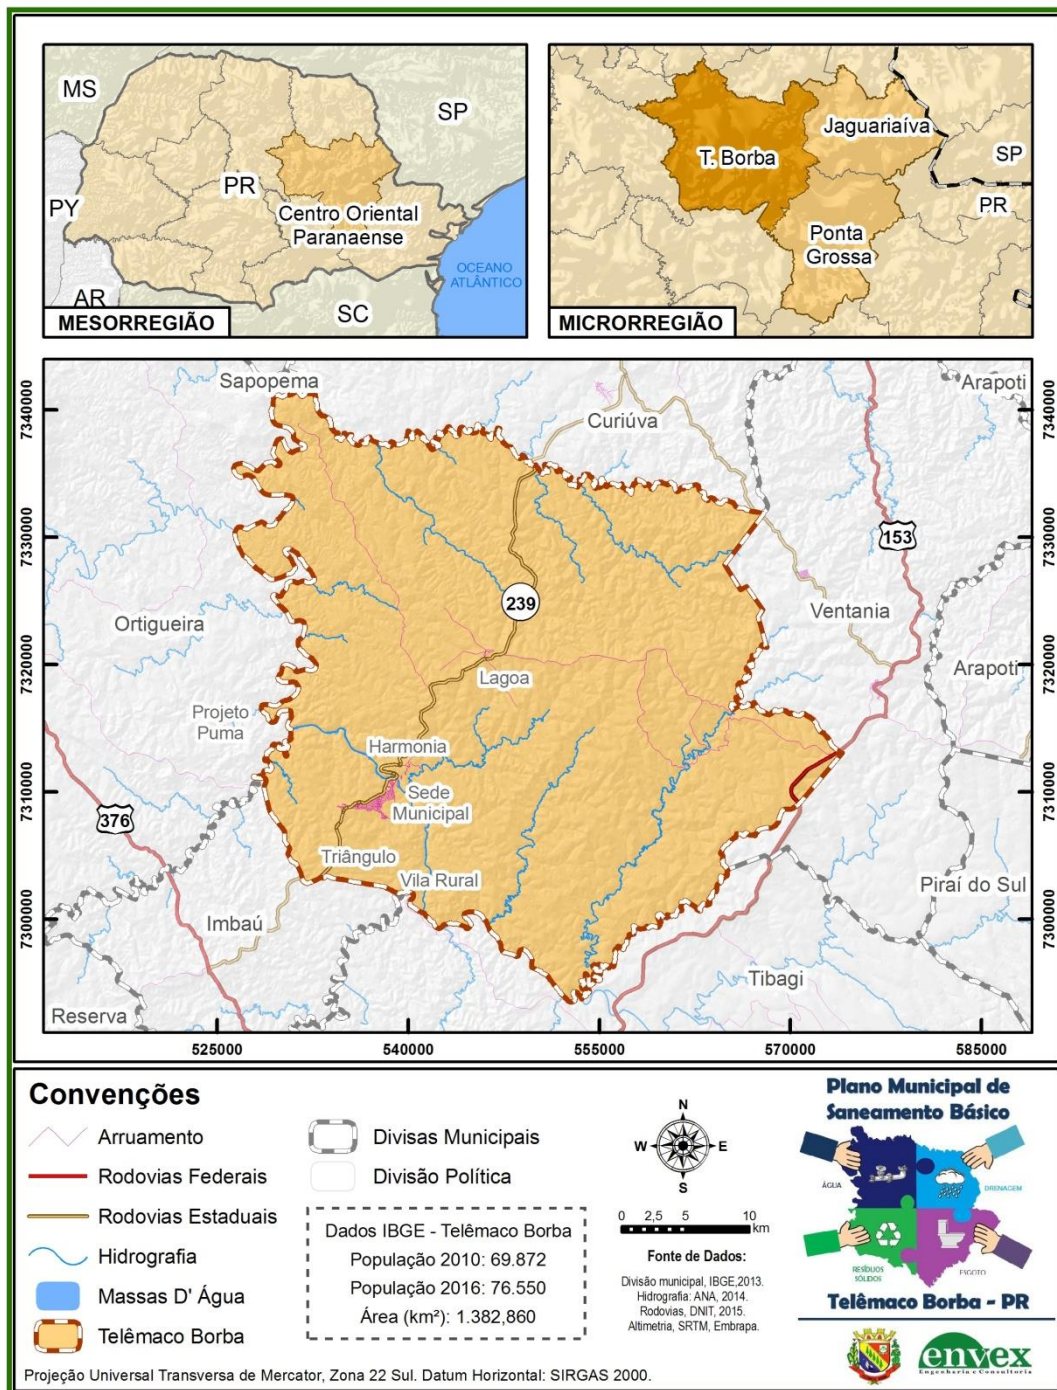 MS
SP
PR
PY
Centro Oriental
Paranaense
OCEANO
ATLÂNTICO
AR
SC
MESORREGIÃO
Jaguariaíva
T. Borba
SP
PR
Ponta
Grossa
MICRORREGIÃO
Sapopema
Arapoti
7340000
7340000
Curiúva
7330000
7330000
153
239
Ortigueira
Ventania
7320000
7320000
Lagoa
Arapoti
Projeto
Puma
Harmonia
7310000
7310000
Sede
Municipal
376
Triângulo
Vila Rural
Piraí do Sul
7300000
7300000
Imbaú
Tibagi
Reserva
525000
540000
555000
570000
585000
Convenções
Arruamento
Rodovias Federais
Rodovias Estaduais
Hidrografia
Massas D' Água
Telêmaco Borba
Divisas Municipais
Divisão Política
Dados IBGE - Telêmaco Borba
População 2010: 69.872
População 2016: 76.550
Área (km²): 1.382,860
N
W
E
S
0 2,5 5 10
km
Fonte de Dados:
Divisão municipal, IBGE,2013.
Hidrografia: ANA, 2014.
Rodovias, DNIT, 2015.
Altimetria, SRTM, Embrapa.
Plano Municipal de
Saneamento Básico
ÁGUA
DRENAGEM
RESÍDUOS
SÓLIDOS
ESGOTO
Telêmaco Borba - PR
envex
Engenharia e Consultoria
Projeção Universal Transversa de Mercator, Zona 22 Sul. Datum Horizontal: SIRGAS 2000.